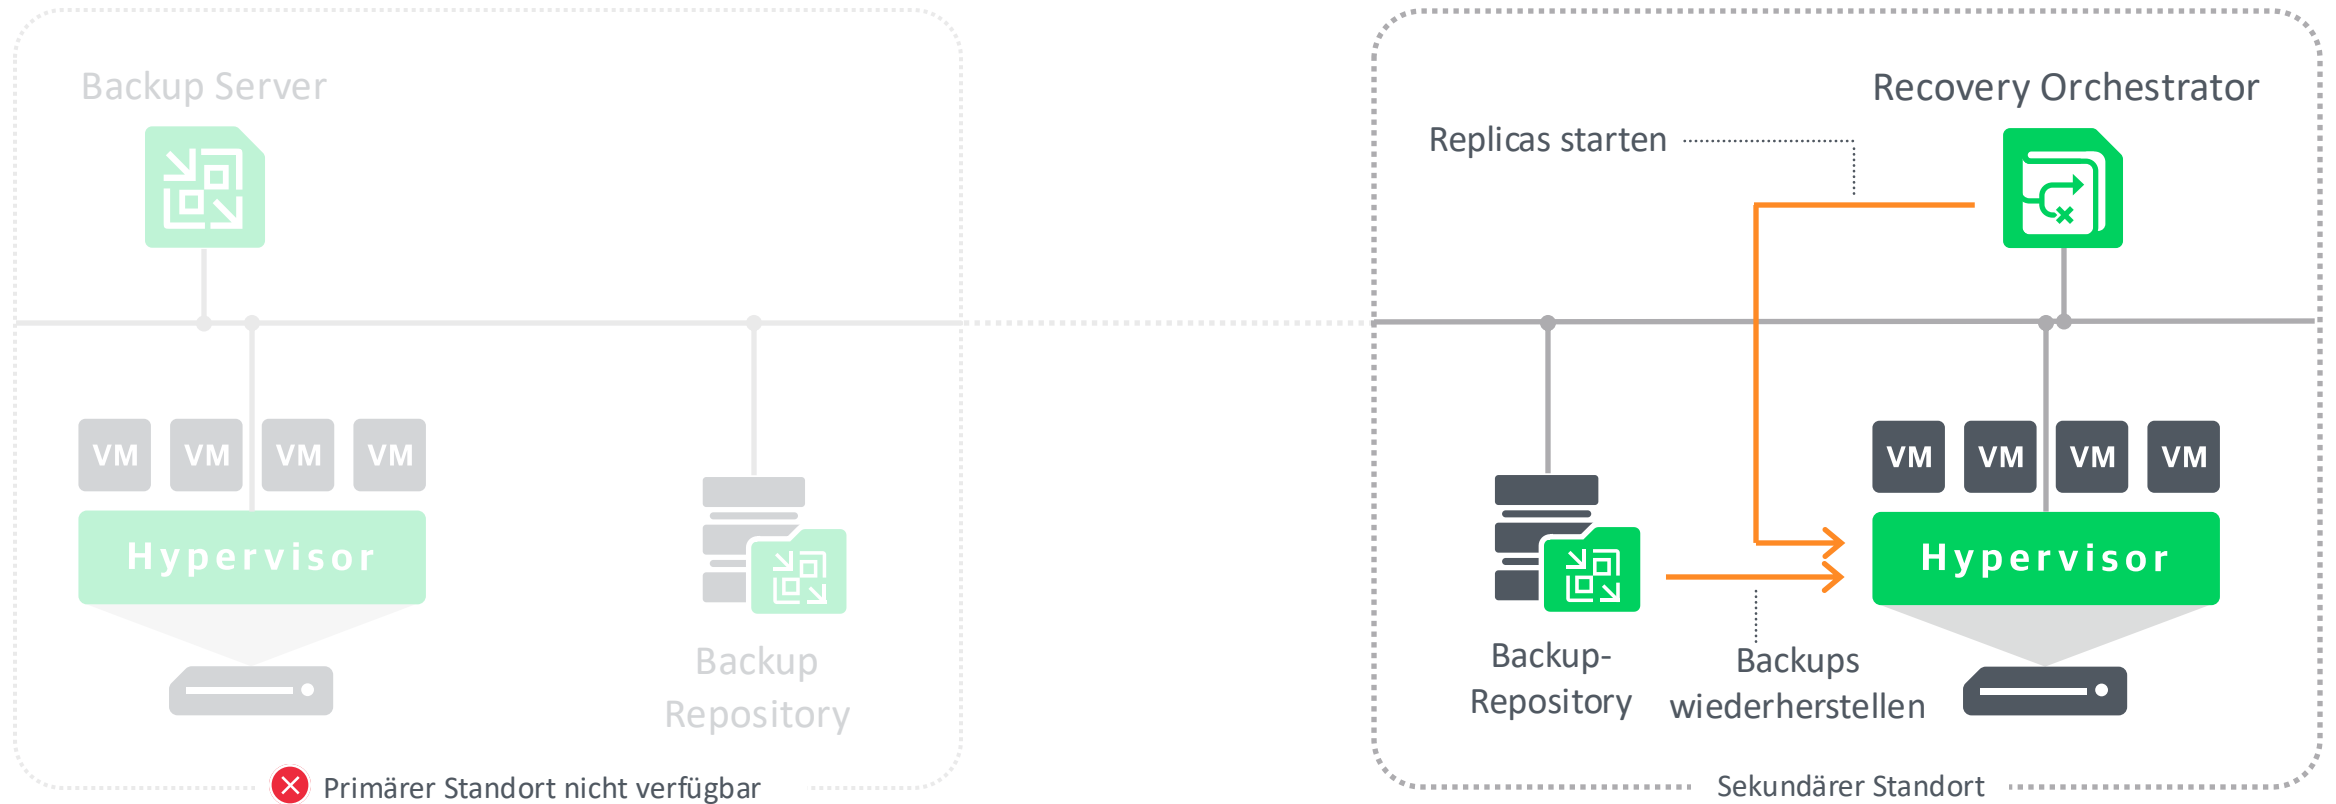 Backup Server
VM VM VM VM
Hypervisor
Backup
Repository
Primärer Standort nicht verfügbar
Recovery Orchestrator
Replicas starten
VM VM VM VM
Hypervisor
Backup-
Repository
Backups
wiederherstellen
Sekundärer Standort